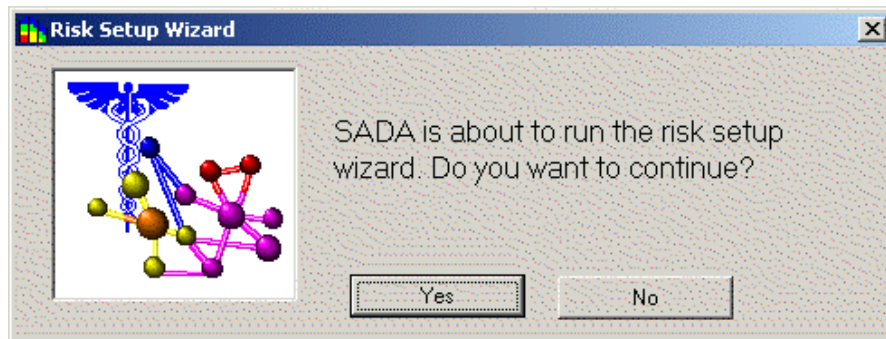 Risk Setup Wizard
SADA is about to run the risk setup
wizard. Do you want to continue?
Yes
No